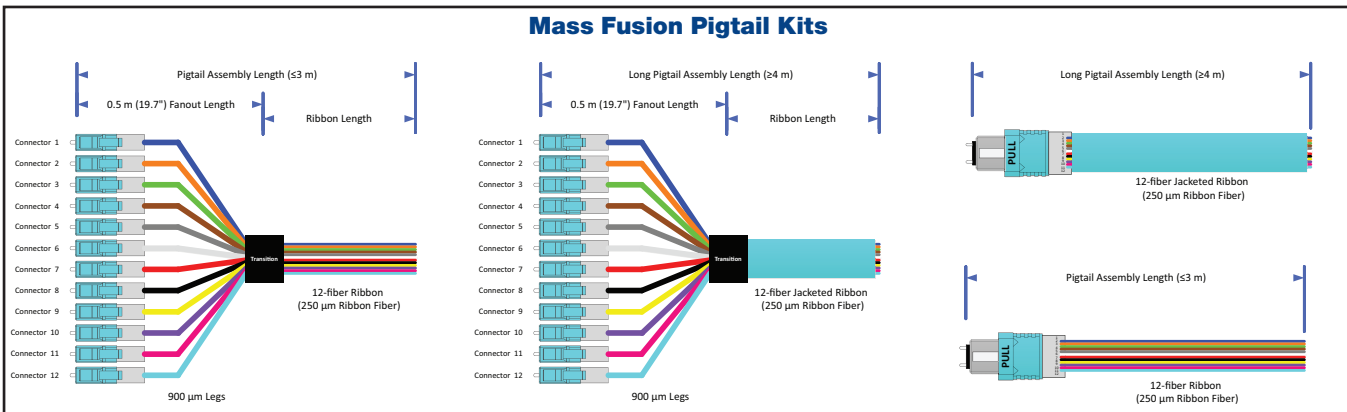 Mass Fusion Pigtail Kits
Pigtail Assembly Length (≤3 m)
0.5 m (19.7") Fanout Length
Ribbon Length
Connector 1
Connector 2
Connector 3
Connector 4
Connector 5
Connector 6
Connector 7
Connector 8
Connector 9
Connector 10
Connector 11
Connector 12
Transition
12-fiber Ribbon
(250 µm Ribbon Fiber)
900 µm Legs
Long Pigtail Assembly Length (≥4 m)
0.5 m (19.7") Fanout Length
Ribbon Length
Connector 1
Connector 2
Connector 3
Connector 4
Connector 5
Connector 6
Connector 7
Connector 8
Connector 9
Connector 10
Connector 11
Connector 12
Transition
12-fiber Jacketed Ribbon
(250 µm Ribbon Fiber)
900 µm Legs
Long Pigtail Assembly Length (≥4 m)
PULL
12-fiber Jacketed Ribbon
(250 µm Ribbon Fiber)
Pigtail Assembly Length (≤3 m)
PULL
12-fiber Ribbon
(250 µm Ribbon Fiber)